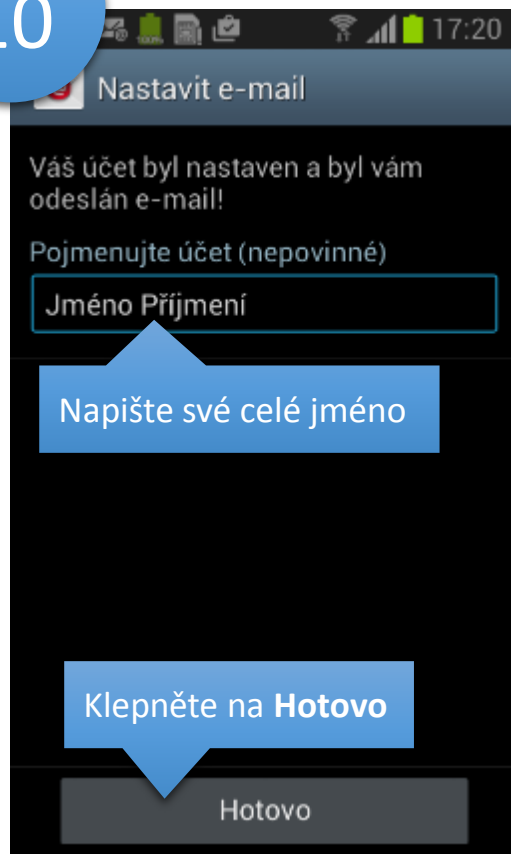 10
17:20
Nastavit e-mail
Váš účet byl nastaven a byl vám
odeslán e-mail!
Pojmenujte účet (nepovinné)
Jméno Příjmení
Napište své celé jméno
Klepněte na Hotovo
Hotovo